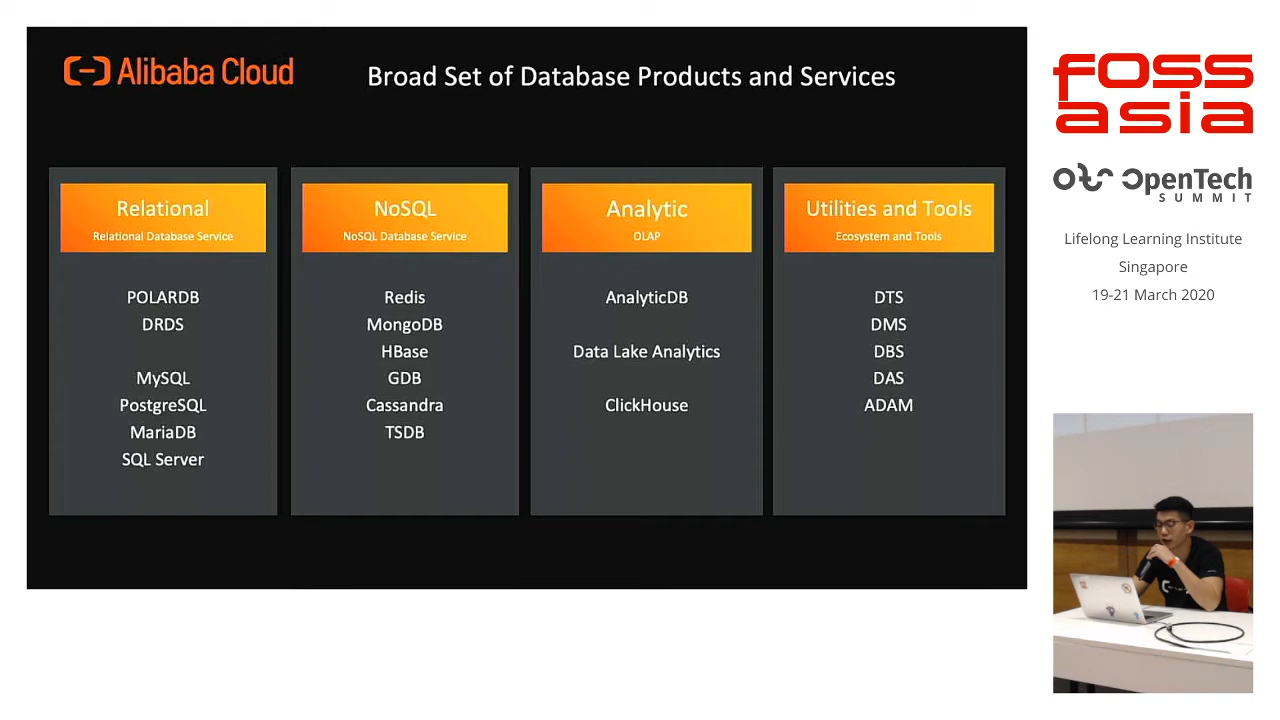 Alibaba Cloud
Broad Set of Database Products and Services
Relational
Relational Database Service
POLARDB
DRDS
MySQL
PostgreSQL
MariaDB
SQL Server
NoSQL
NoSQL Database Service
Redis
MongoDB
HBase
GDB
Cassandra
TSDB
Analytic
OLAP
AnalyticDB
Data Lake Analytics
ClickHouse
Utilities and Tools
Ecosystem and Tools
DTS
DMS
DBS
DAS
ADAM
FOSS
asia
OpenTech
SUMMIT
Lifelong Learning Institute
Singapore
19-21 March 2020